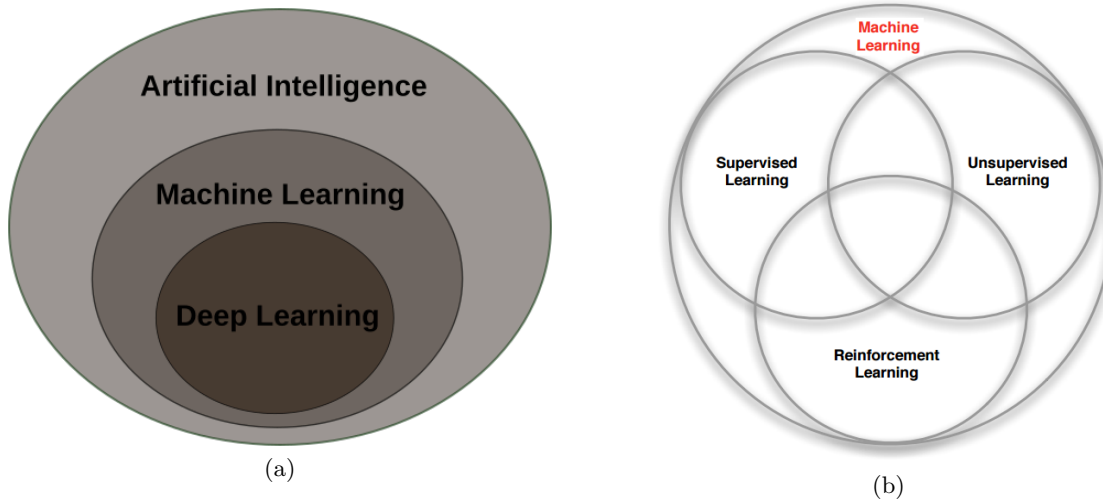 Artificial Intelligence
Machine Learning
Deep Learning
(a)
Machine
Learning
Supervised
Learning
Unsupervised
Learning
Reinforcement
Learning
(b)